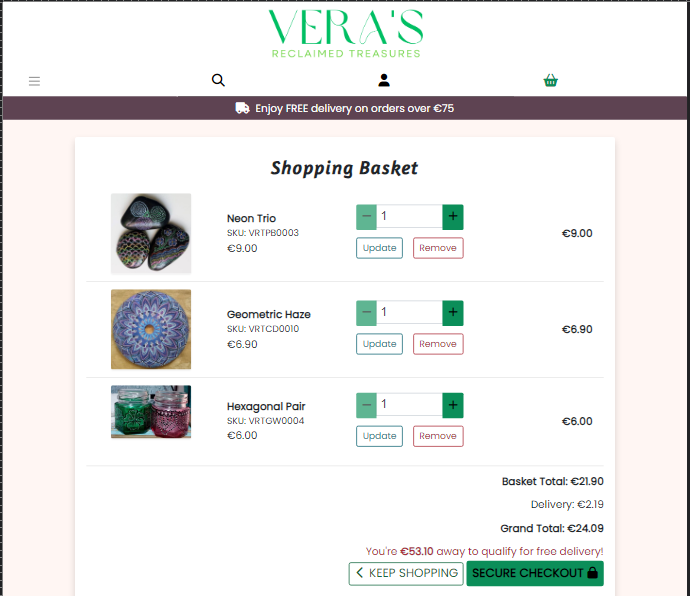 VERA'S
RECLAIMED TREASURES
Enjoy FREE delivery on orders over €75
Shopping Basket
Neon Trio
SKU: VRTPB0003
€9.00
− 1 +
Update Remove
€9.00
Geometric Haze
SKU: VRTCD0010
€6.90
− 1 +
Update Remove
€6.90
Hexagonal Pair
SKU: VRTGW0004
€6.00
− 1 +
Update Remove
€6.00
Basket Total: €21.90
Delivery: €2.19
Grand Total: €24.09
You're €53.10 away to qualify for free delivery!
KEEP SHOPPING SECURE CHECKOUT